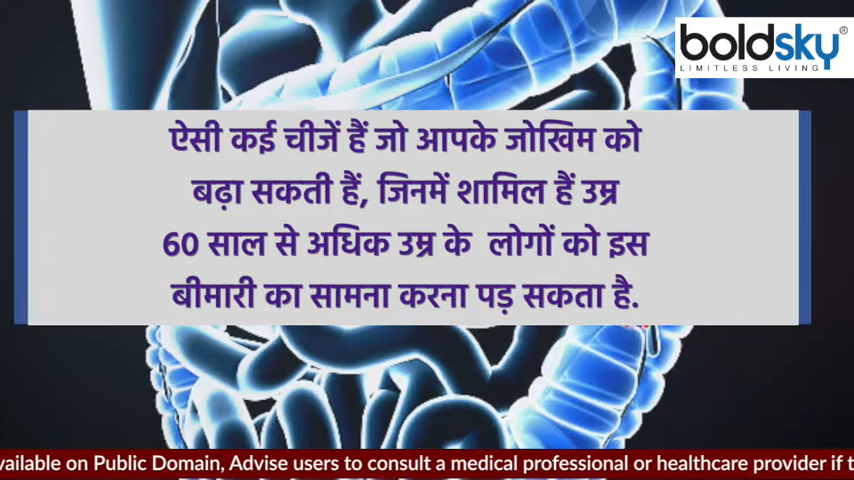 boldsky®
LIMITLESS LIVING
ऐसी कई चीजें हैं जो आपके जोखिम को
बढ़ा सकती हैं, जिनमें शामिल हैं उम्र
60 साल से अधिक उम्र के लोगों को इस
बीमारी का सामना करना पड़ सकता है.
vailable on Public Domain, Advise users to consult a medical professional or healthcare provider if t